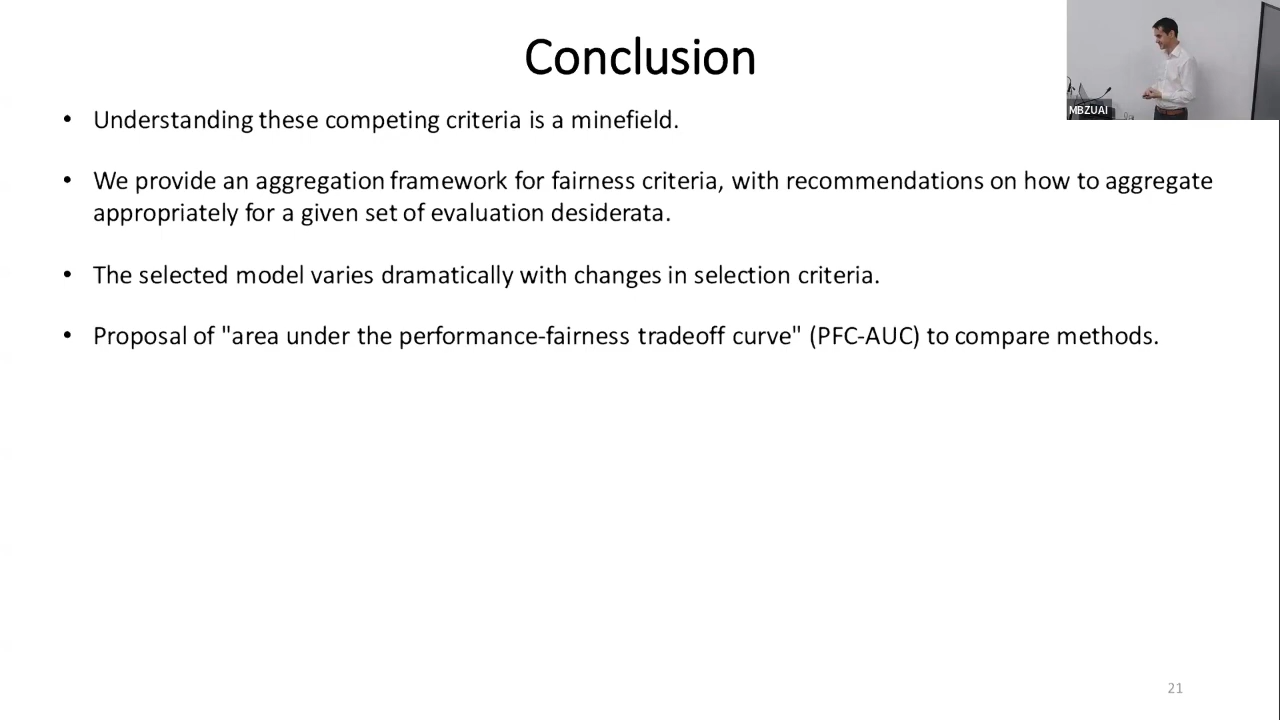 Conclusion
MBZUAI
• Understanding these competing criteria is a minefield.
• We provide an aggregation framework for fairness criteria, with recommendations on how to aggregate
appropriately for a given set of evaluation desiderata.
• The selected model varies dramatically with changes in selection criteria.
• Proposal of "area under the performance-fairness tradeoff curve" (PFC-AUC) to compare methods.
21